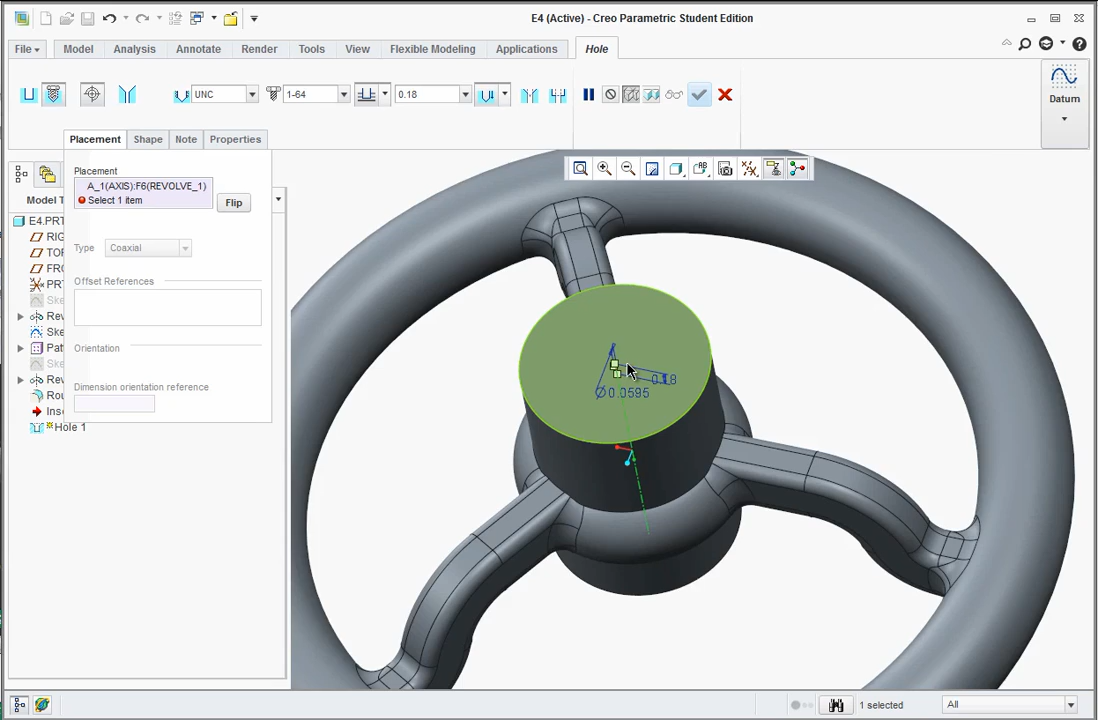 E4 (Active) - Creo Parametric Student Edition
File Model Analysis Annotate Render Tools View Flexible Modeling Applications Hole
UNC 1-64 0.18
Datum
Placement Shape Note Properties
Placement
A_1(AXIS):F6(REVOLVE_1)
Select 1 item
Flip
Type Coaxial
Offset References
Orientation
Dimension orientation reference
Model T
E4.PRT
RIG
TOP
FRO
PRT
Ske
Rev
Ske
Pat
Ske
Rev
Rou
Inse
Hole 1
0.18
Ø0.0595
1 selected
All